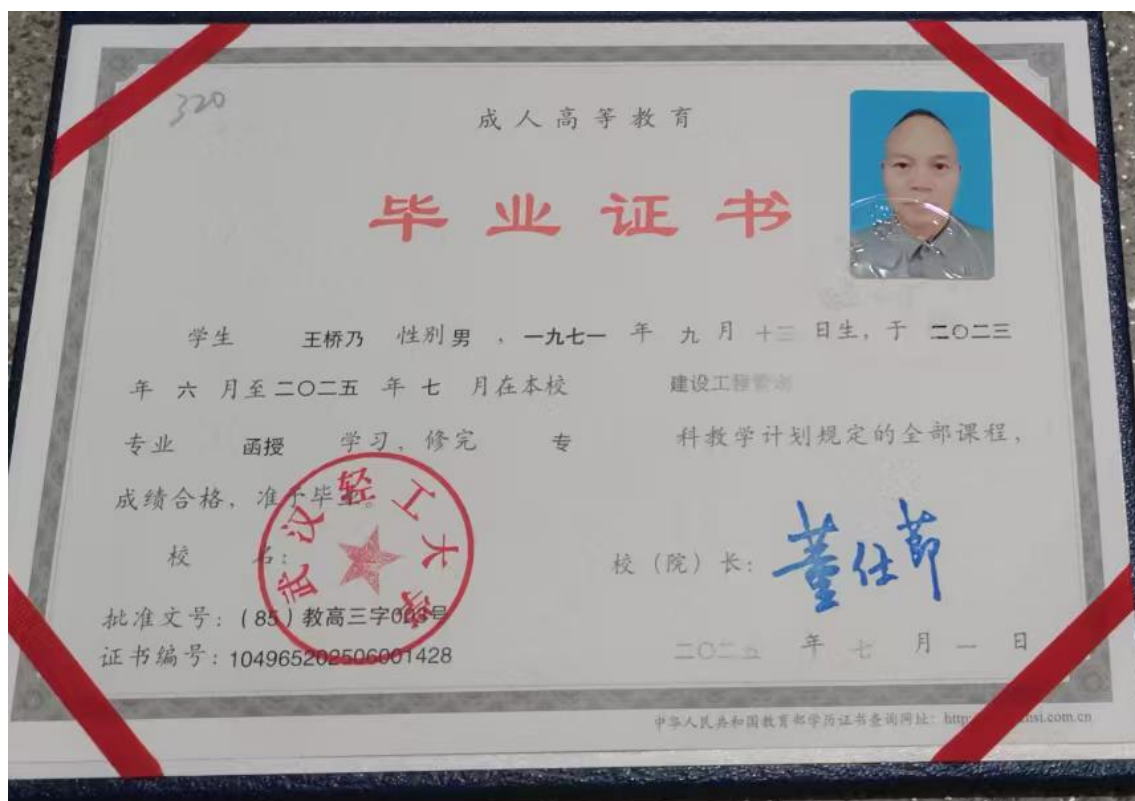 320
成人高等教育
毕业证书
学生 王桥乃 性别 男 ，一九七一 年 九 月 十三 日生，于 二〇二三
年 六 月至 二〇二五 年 七 月在本校 建设工程管理
专业 函授 学习，修完 专 科教学计划规定的全部课程，
成绩合格，准予毕业。
武汉轻工大学
校 名：
校（院）长：董仕节
批准文号：(85)教高三字003号
证书编号：104965202506001428
二〇二五 年 七 月 一 日
中华人民共和国教育部学历证书查询网址：http